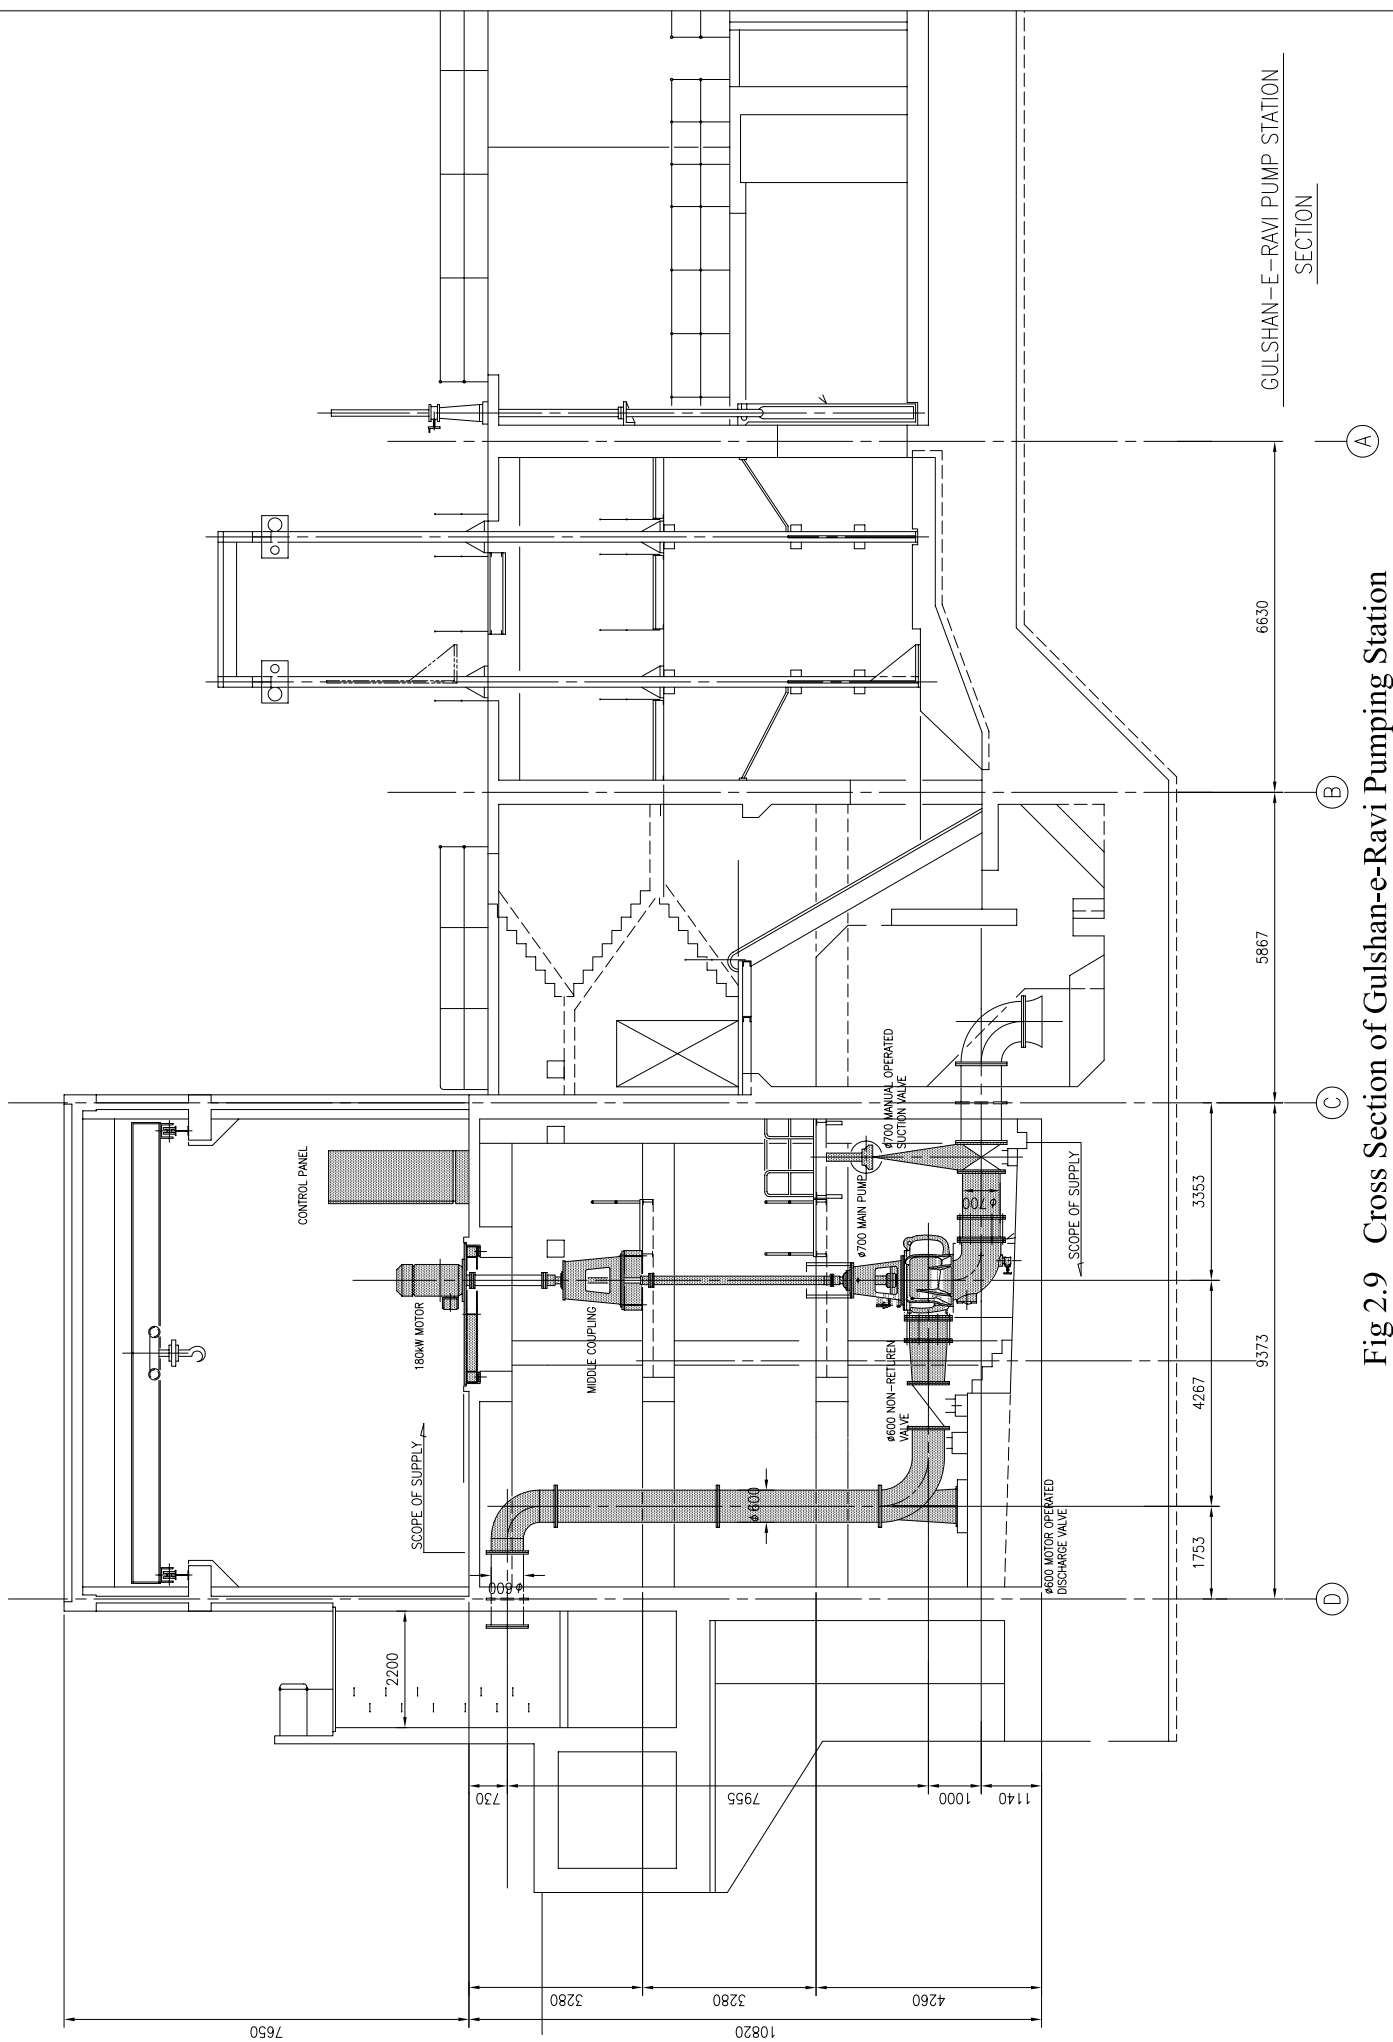 GULSHAN-E-RAVI PUMP STATION
SECTION
CONTROL PANEL
180KW MOTOR
SCOPE OF SUPPLY
MIDDLE COUPLING
ø700 MANUAL OPERATED
SUCTION VALVE
ø700 MAIN PUMP
ø700
SCOPE OF SUPPLY
ø600 NON-RETUREN
VALVE
ø600
ø600
ø600 MOTOR OPERATED
DISCHARGE VALVE
2200
730
7955
1000
1140
3280
3280
4260
7650
10820
1753
4267
3353
9373
5867
6630
D
C
B
A
Fig 2.9 Cross Section of Gulshan-e-Ravi Pumping Station